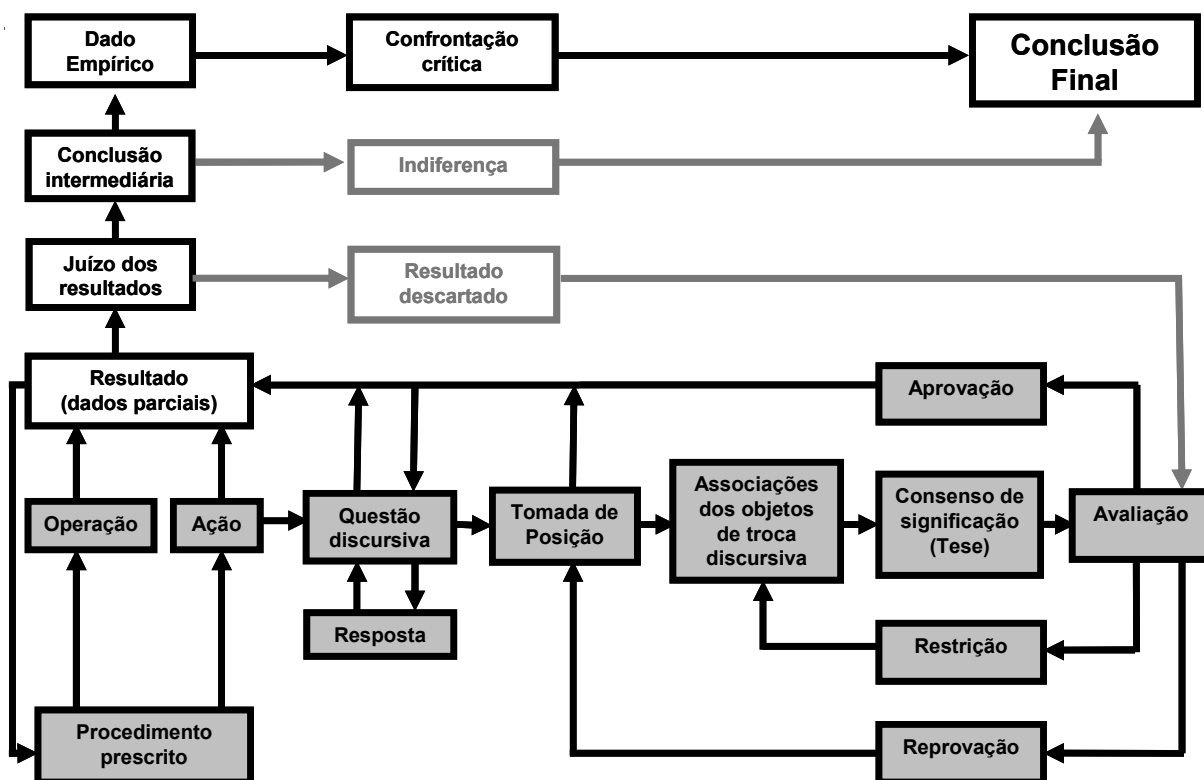 Dado
Empírico
Confrontação
crítica
Conclusão
Final
Conclusão
intermediária
Indiferença
Juízo dos
resultados
Resultado
descartado
Resultado
(dados parciais)
Aprovação
Operação
Ação
Questão
discursiva
Tomada de
Posição
Associações
dos objetos
de troca
discursiva
Consenso de
significação
(Tese)
Avaliação
Resposta
Restrição
Procedimento
prescrito
Reprovação